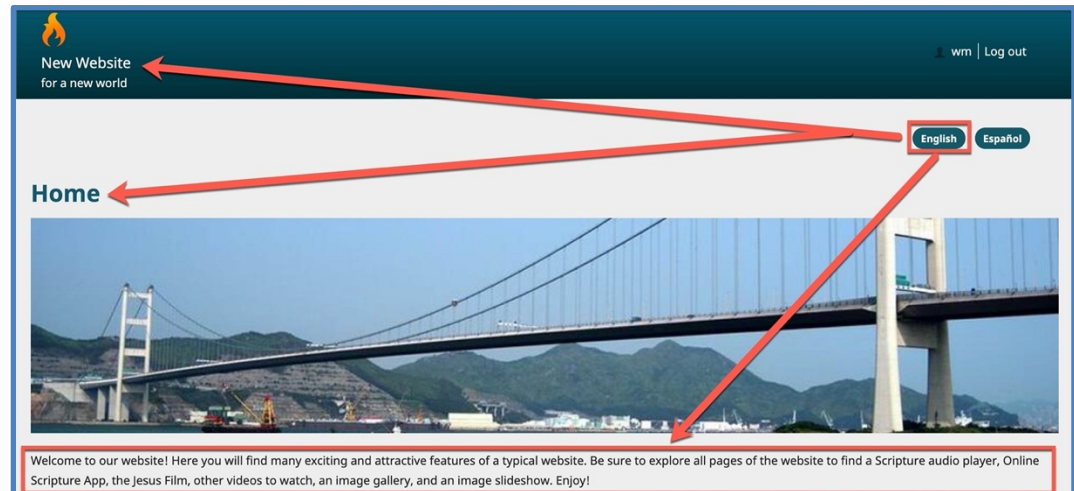 New Website
for a new world
wm | Log out
English Español
Home
Welcome to our website! Here you will find many exciting and attractive features of a typical website. Be sure to explore all pages of the website to find a Scripture audio player, Online
Scripture App, the Jesus Film, other videos to watch, an image gallery, and an image slideshow. Enjoy!